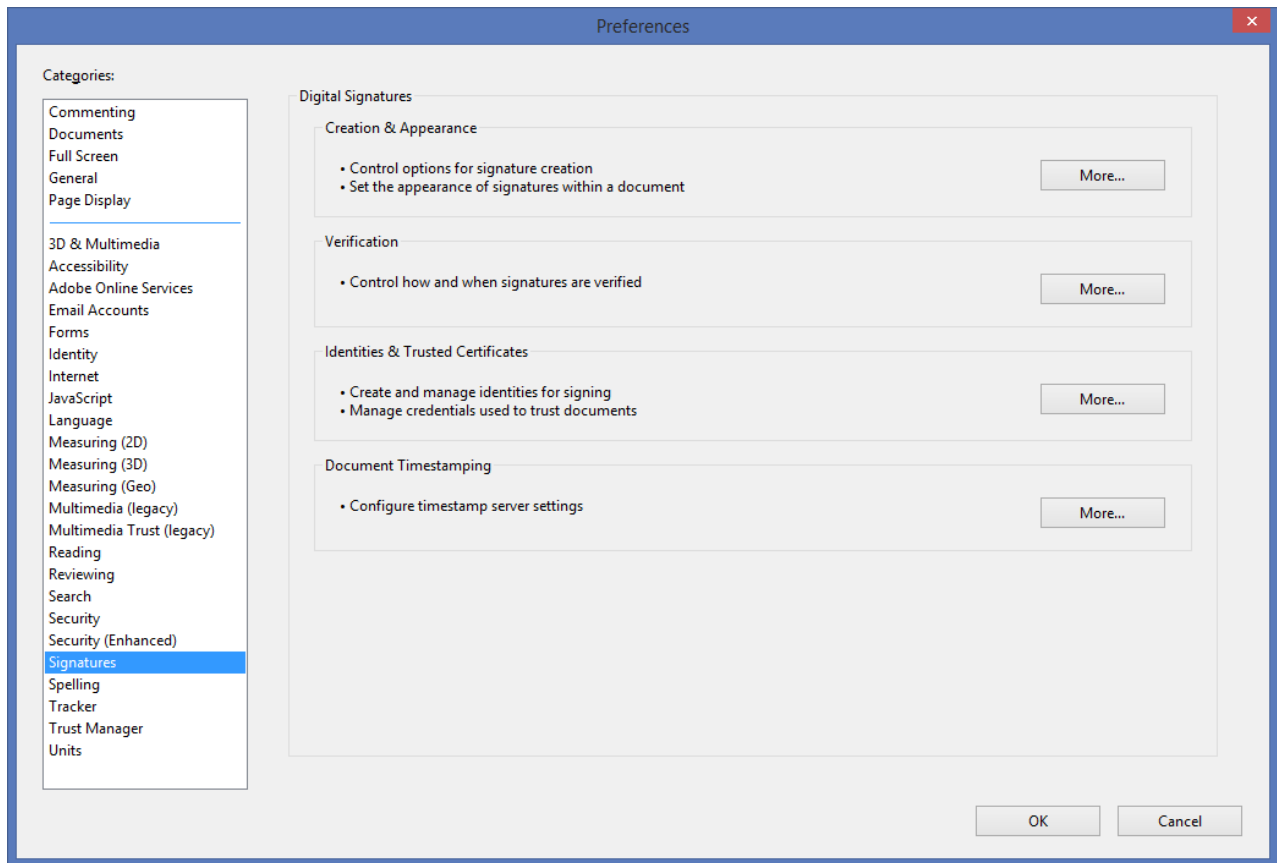 Preferences
Categories:
Commenting
Documents
Full Screen
General
Page Display
3D & Multimedia
Accessibility
Adobe Online Services
Email Accounts
Forms
Identity
Internet
JavaScript
Language
Measuring (2D)
Measuring (3D)
Measuring (Geo)
Multimedia (legacy)
Multimedia Trust (legacy)
Reading
Reviewing
Search
Security
Security (Enhanced)
Signatures
Spelling
Tracker
Trust Manager
Units
Digital Signatures
Creation & Appearance
• Control options for signature creation
• Set the appearance of signatures within a document
More...
Verification
• Control how and when signatures are verified
More...
Identities & Trusted Certificates
• Create and manage identities for signing
• Manage credentials used to trust documents
More...
Document Timestamping
• Configure timestamp server settings
More...
OK
Cancel